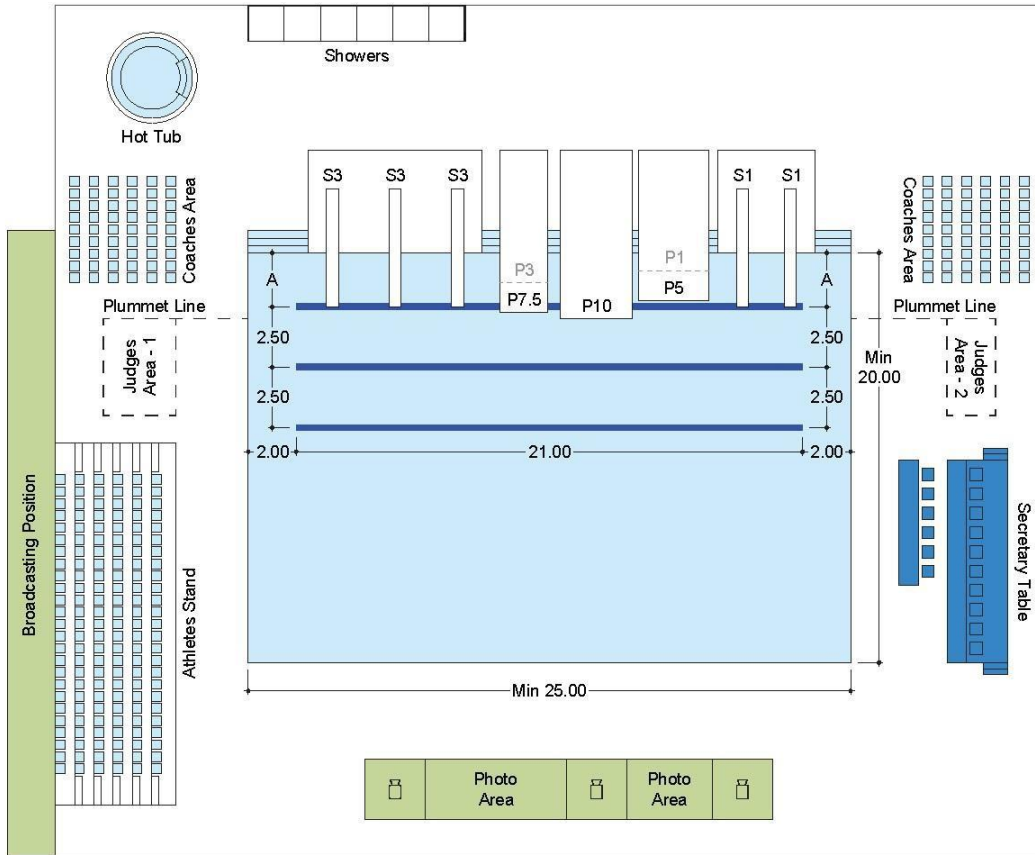 Showers
Hot Tub
S3
S3
S3
S1
S1
Coaches Area
Coaches Area
P3
P1
A
A
P7.5
P10
P5
Plummet Line
Plummet Line
Judges
Area - 1
Judges
Area - 2
2.50
2.50
Min
20.00
2.50
2.50
2.00
21.00
2.00
Broadcasting Position
Athletes Stand
Secretary Table
Min 25.00
Photo
Area
Photo
Area